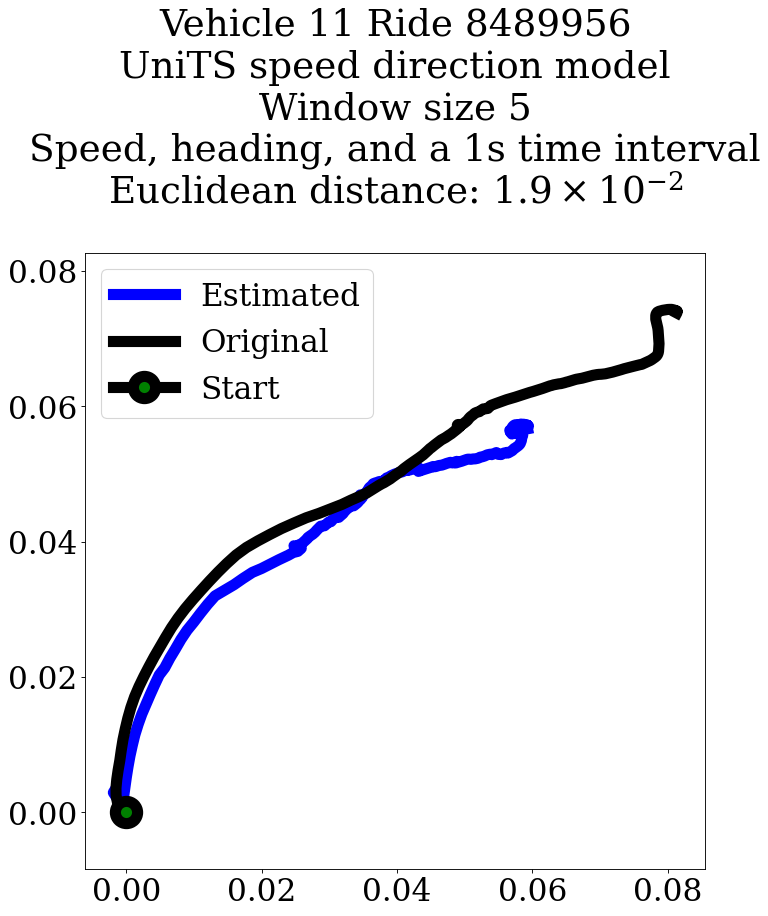 Vehicle 11 Ride 8489956
UniTS speed direction model
Window size 5
Speed, heading, and a 1s time interval
Euclidean distance: 1.9 × 10⁻²
Estimated
Original
Start
0.08
0.06
0.04
0.02
0.00
0.00 0.02 0.04 0.06 0.08